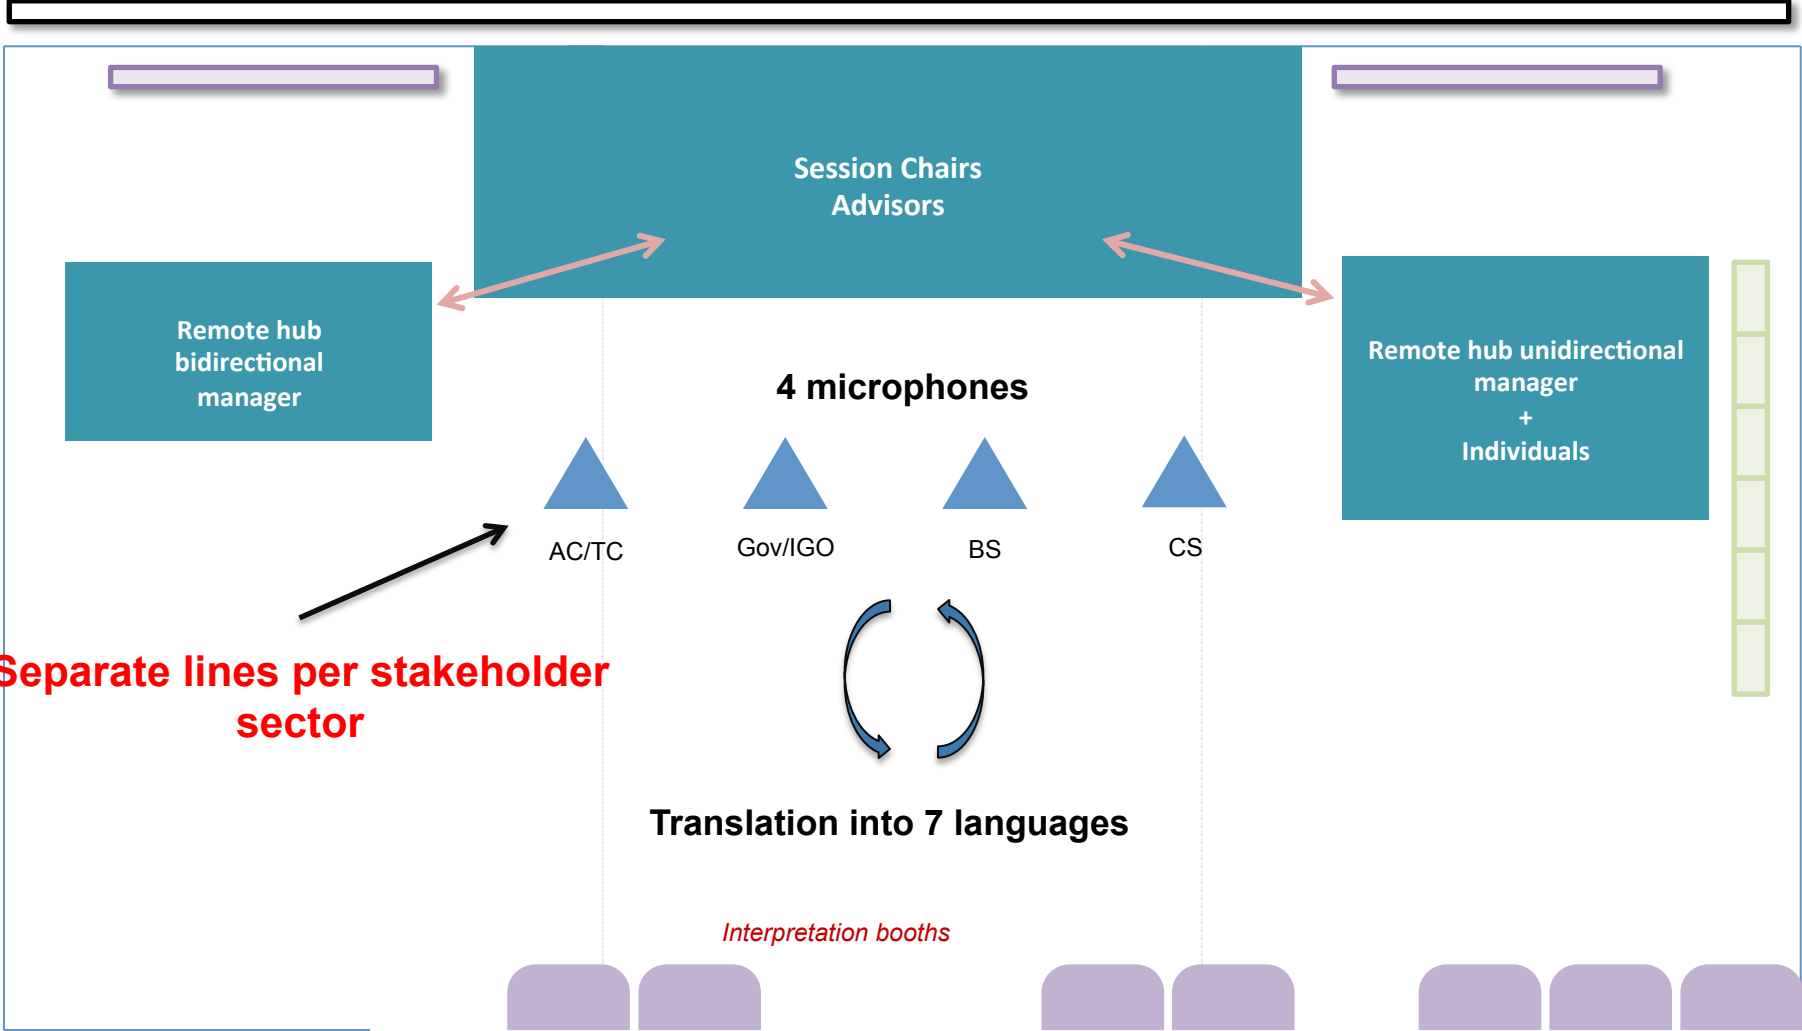 Session Chairs
Advisors
Remote hub
bidirectional
manager
Remote hub unidirectional
manager
+
Individuals
4 microphones
AC/TC
Gov/IGO
BS
CS
Separate lines per stakeholder
sector
Translation into 7 languages
Interpretation booths